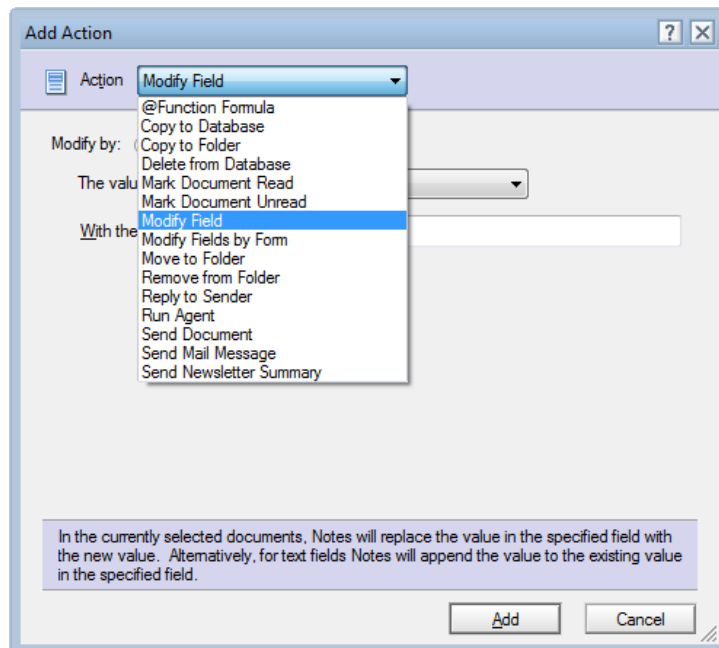 Add Action
?
Action Modify Field
@Function Formula
Copy to Database
Modify by:
Copy to Folder
Delete from Database
The valu
Mark Document Read
Mark Document Unread
Modify Field
With the
Modify Fields by Form
Move to Folder
Remove from Folder
Reply to Sender
Run Agent
Send Document
Send Mail Message
Send Newsletter Summary
In the currently selected documents, Notes will replace the value in the specified field with
the new value.  Alternatively, for text fields Notes will append the value to the existing value
in the specified field.
Add Cancel